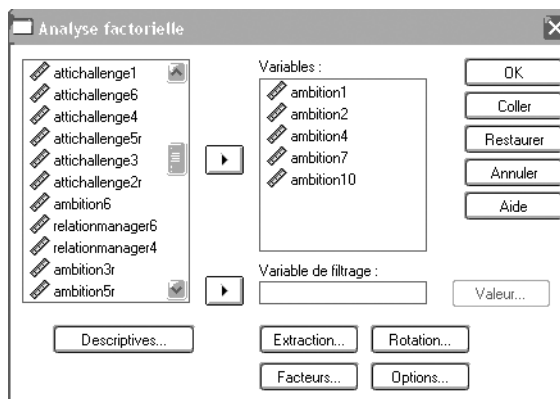 Analyse factorielle
attichallenge1
attichallenge6
attichallenge4
attichallenge5r
attichallenge3
attichallenge2r
ambition6
relationmanager6
relationmanager4
ambition3r
ambition5r
Variables :
ambition1
ambition2
ambition4
ambition7
ambition10
Variable de filtrage :
OK
Coller
Restaurer
Annuler
Aide
Valeur...
Descriptives...
Extraction...
Rotation...
Facteurs...
Options...